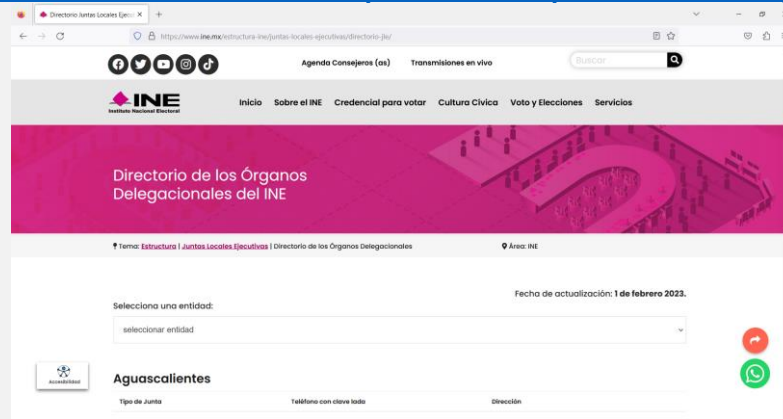 Directorio Juntas Locales Ejecu
https://www.ine.mx/estructura-ine/juntas-locales-ejecutivas/directorio-jle/
Agenda Consejeros (as)
Transmisiones en vivo
Buscar
INE
Instituto Nacional Electoral
Inicio
Sobre el INE
Credencial para votar
Cultura Cívica
Voto y Elecciones
Servicios
Directorio de los Órganos
Delegacionales del INE
Tema: Estructura | Juntas Locales Ejecutivas | Directorio de los Órganos Delegacionales
Área: INE
Fecha de actualización: 1 de febrero 2023.
Selecciona una entidad:
seleccionar entidad
Accesibilidad
Aguascalientes
Tipo de Junta
Teléfono con clave lada
Dirección